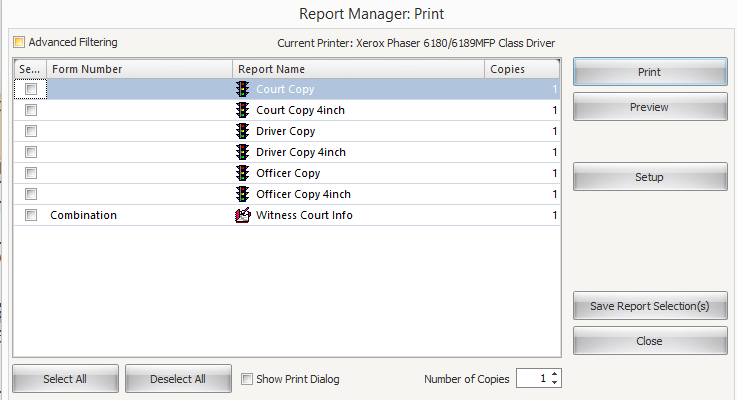 Report Manager: Print
Advanced Filtering
Current Printer: Xerox Phaser 6180/6189MFP Class Driver
Se... Form Number Report Name Copies
Court Copy 1
Court Copy 4inch 1
Driver Copy 1
Driver Copy 4inch 1
Officer Copy 1
Officer Copy 4inch 1
Combination Witness Court Info 1
Print
Preview
Setup
Save Report Selection(s)
Close
Select All Deselect All Show Print Dialog Number of Copies 1